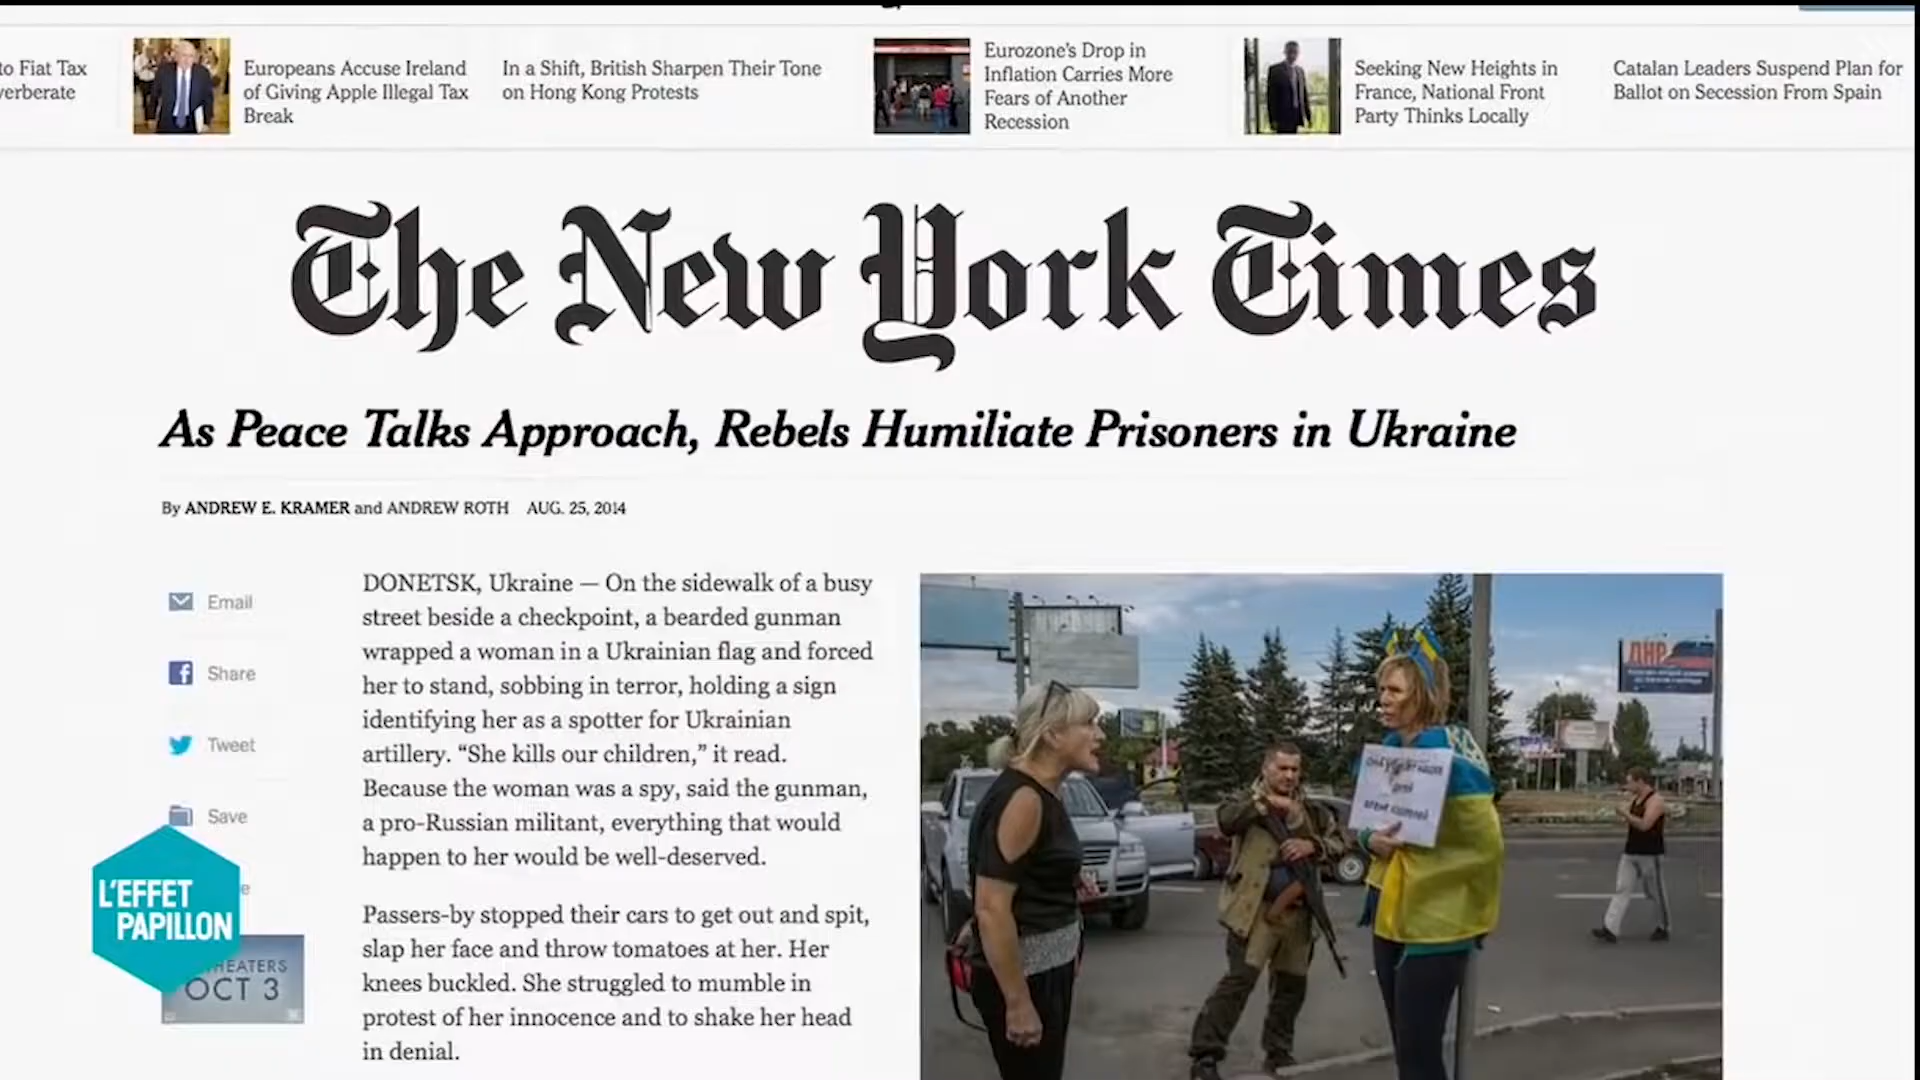 to Fiat Tax
verberate
Europeans Accuse Ireland
of Giving Apple Illegal Tax
Break
In a Shift, British Sharpen Their Tone
on Hong Kong Protests
Eurozone's Drop in
Inflation Carries More
Fears of Another
Recession
Seeking New Heights in
France, National Front
Party Thinks Locally
Catalan Leaders Suspend Plan for
Ballot on Secession From Spain
The New York Times
As Peace Talks Approach, Rebels Humiliate Prisoners in Ukraine
By ANDREW E. KRAMER and ANDREW ROTH AUG. 25, 2014
Email
Share
Tweet
Save
L'EFFET
PAPILLON
OCT 3
DONETSK, Ukraine — On the sidewalk of a busy
street beside a checkpoint, a bearded gunman
wrapped a woman in a Ukrainian flag and forced
her to stand, sobbing in terror, holding a sign
identifying her as a spotter for Ukrainian
artillery. “She kills our children,” it read.
Because the woman was a spy, said the gunman,
a pro-Russian militant, everything that would
happen to her would be well-deserved.
Passers-by stopped their cars to get out and spit,
slap her face and throw tomatoes at her. Her
knees buckled. She struggled to mumble in
protest of her innocence and to shake her head
in denial.
ДНР